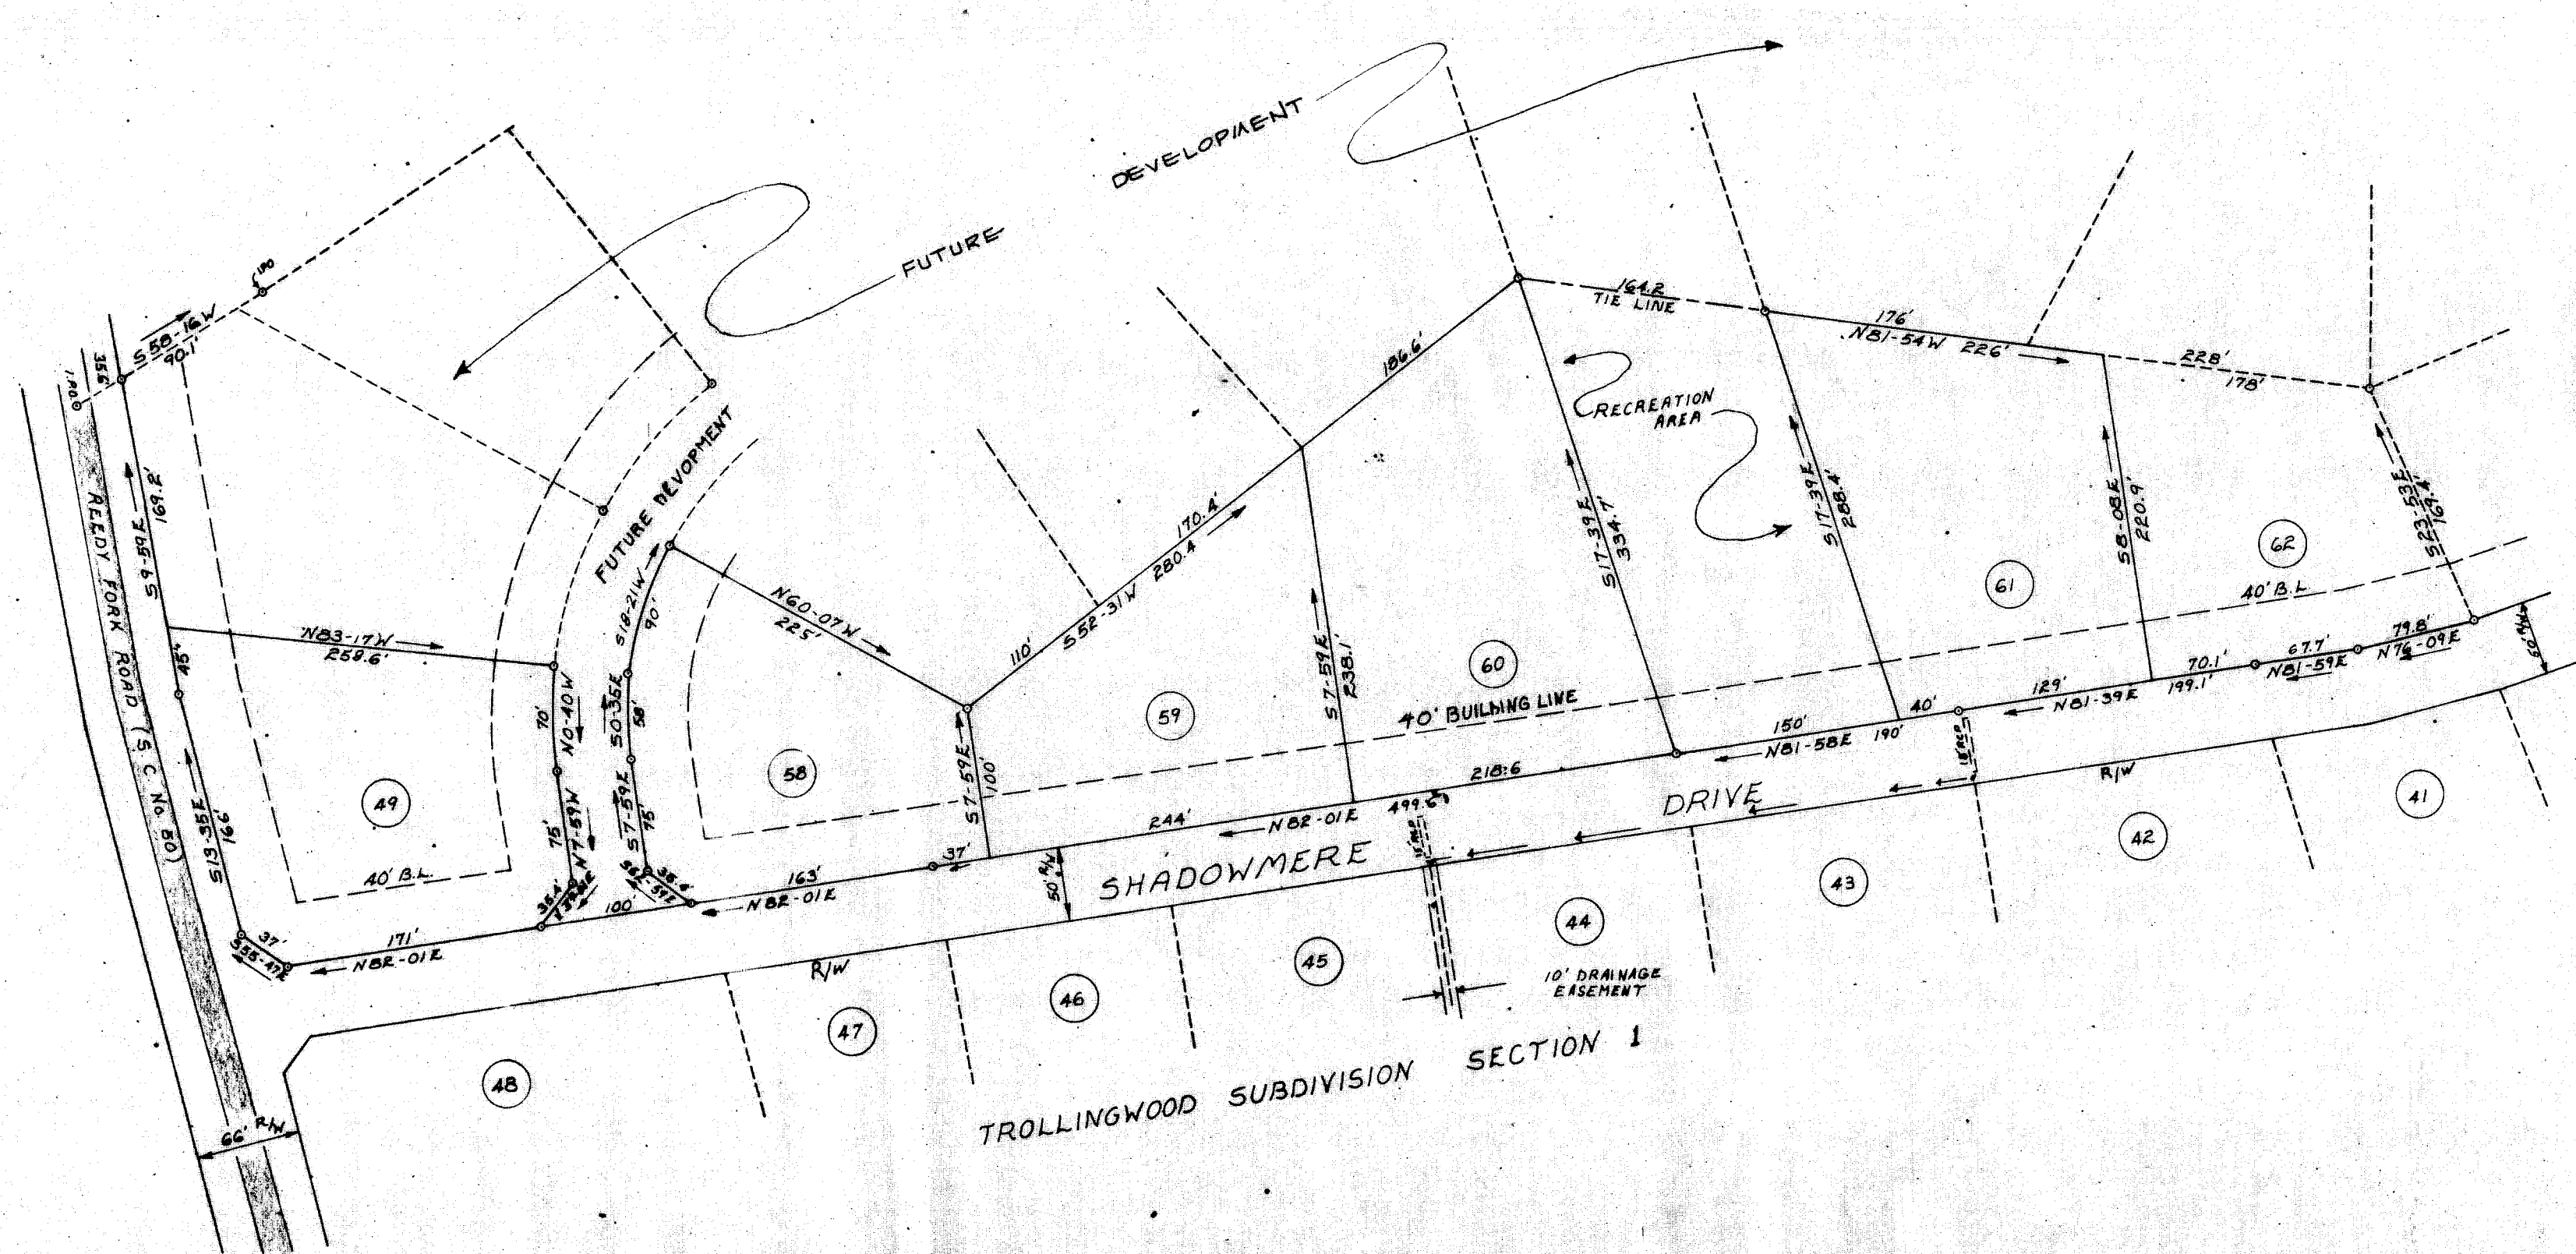 FUTURE DEVELOPMENT
I.P.O.
35.6'
S58-16W
90.1'
IPO
REEDY FORK ROAD (S C No. 80)
S9-59E
169.2'
45'
S13-35E
166'
N83-17W
259.6'
FUTURE DEVOPMENT
S18-21W
90'
70'
N0-40W
S0-35E
58'
75'
N7-59W
S7-59E
75'
N60-07W
225'
110'
S52-31W 280.4
170.4'
186.6'
164.2
TIE LINE
176'
N81-54W 226'
228'
178'
RECREATION
AREA
S17-39E
334.7'
S17-39E
288.4'
S8-08E
220.9'
S23-53E
169.4'
S7-59E
238.1'
S7-59E
100'
49
58
59
60
61
62
40' B.L.
40' BUILDING LINE
40' B.L.
37'
S55-47E
171'
N82-01E
35.4'
100'
35.4'
163'
N82-01E
37'
244'
N82-01E
499.6'
218.6
150'
N81-58E 190'
40'
129'
N81-39E
70.1'
199.1'
67.7'
N81-59E
79.8'
N76-09E
50' R/W
50' R/W
SHADOWMERE DRIVE
R/W
R/W
48
47
46
45
44
43
42
41
10' DRAINAGE
EASEMENT
66' R/W
TROLLINGWOOD SUBDIVISION SECTION 1